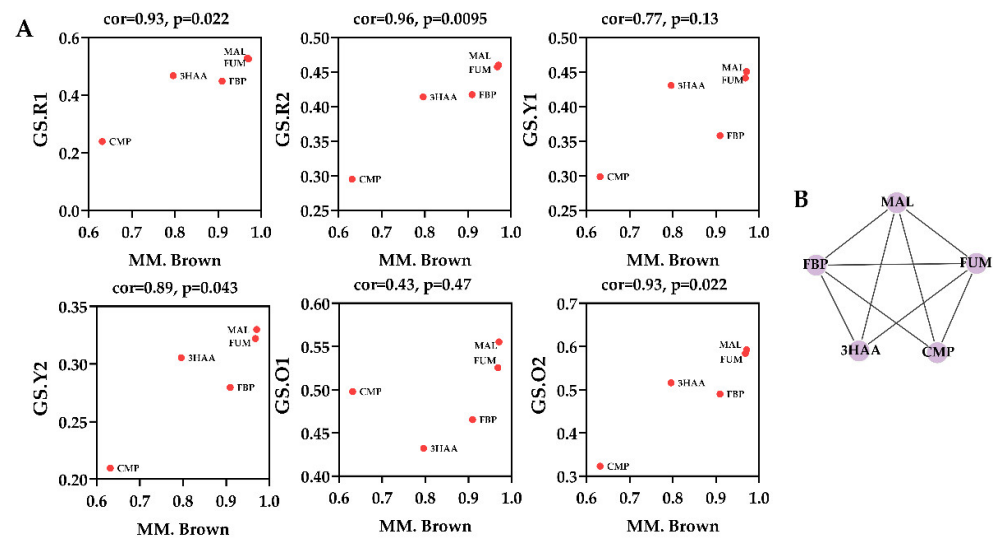 A
cor=0.93, p=0.022
GS.R1
0.6
0.4
0.2
0.0
MAL
FUM
3HAA
FBP
CMP
0.6 0.7 0.8 0.9 1.0
MM. Brown
cor=0.96, p=0.0095
GS.R2
0.50
0.45
0.40
0.35
0.30
0.25
MAL
FUM
3HAA
FBP
CMP
0.6 0.7 0.8 0.9 1.0
MM. Brown
cor=0.77, p=0.13
GS.Y1
0.50
0.45
0.40
0.35
0.30
0.25
MAL
FUM
3HAA
FBP
CMP
0.6 0.7 0.8 0.9 1.0
MM. Brown
cor=0.89, p=0.043
GS.Y2
0.35
0.30
0.25
0.20
MAL
FUM
3HAA
FBP
CMP
0.6 0.7 0.8 0.9 1.0
MM. Brown
cor=0.43, p=0.47
GS.O1
0.60
0.55
0.50
0.45
0.40
MAL
FUM
CMP
FBP
3HAA
0.6 0.7 0.8 0.9 1.0
MM. Brown
cor=0.93, p=0.022
GS.O2
0.7
0.6
0.5
0.4
0.3
MAL
FUM
3HAA
FBP
CMP
0.6 0.7 0.8 0.9 1.0
MM. Brown
B
MAL
FBP
FUM
3HAA
CMP